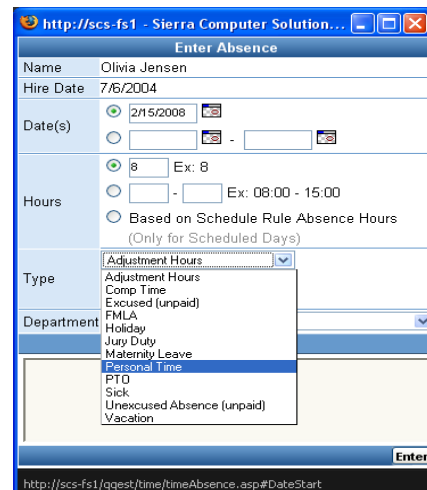 http://scs-fs1 - Sierra Computer Solution...
Enter Absence
Name Olivia Jensen
Hire Date 7/6/2004
Date(s) 2/15/2008
-
Hours 8 Ex: 8
- Ex: 08:00 - 15:00
Based on Schedule Rule Absence Hours
(Only for Scheduled Days)
Type Adjustment Hours
Adjustment Hours
Comp Time
Excused (unpaid)
FMLA
Holiday
Jury Duty
Maternity Leave
Personal Time
PTO
Sick
Unexcused Absence (unpaid)
Vacation
Department
Enter
http://scs-fs1/qqest/time/timeAbsence.asp#DateStart